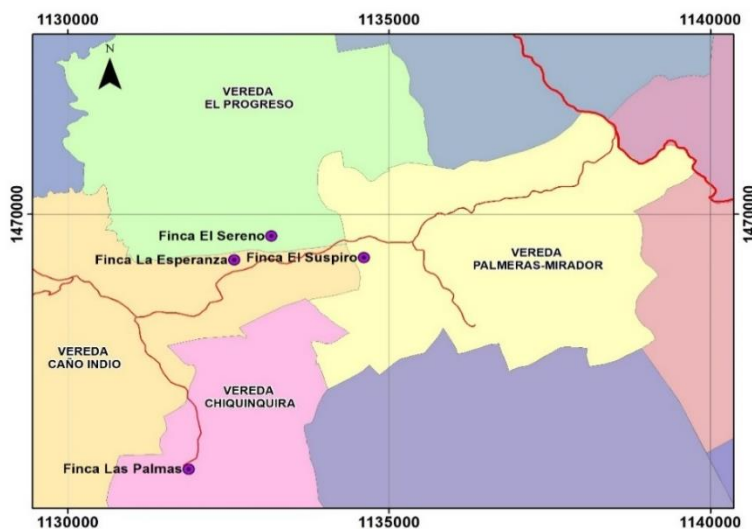 1130000
1135000
1140000
N
VEREDA
EL PROGRESO
1470000
1470000
Finca El Sereno
Finca La Esperanza
Finca El Suspiro
VEREDA
PALMERAS-MIRADOR
VEREDA
CAÑO INDIO
VEREDA
CHIQUINQUIRA
Finca Las Palmas
1130000
1135000
1140000